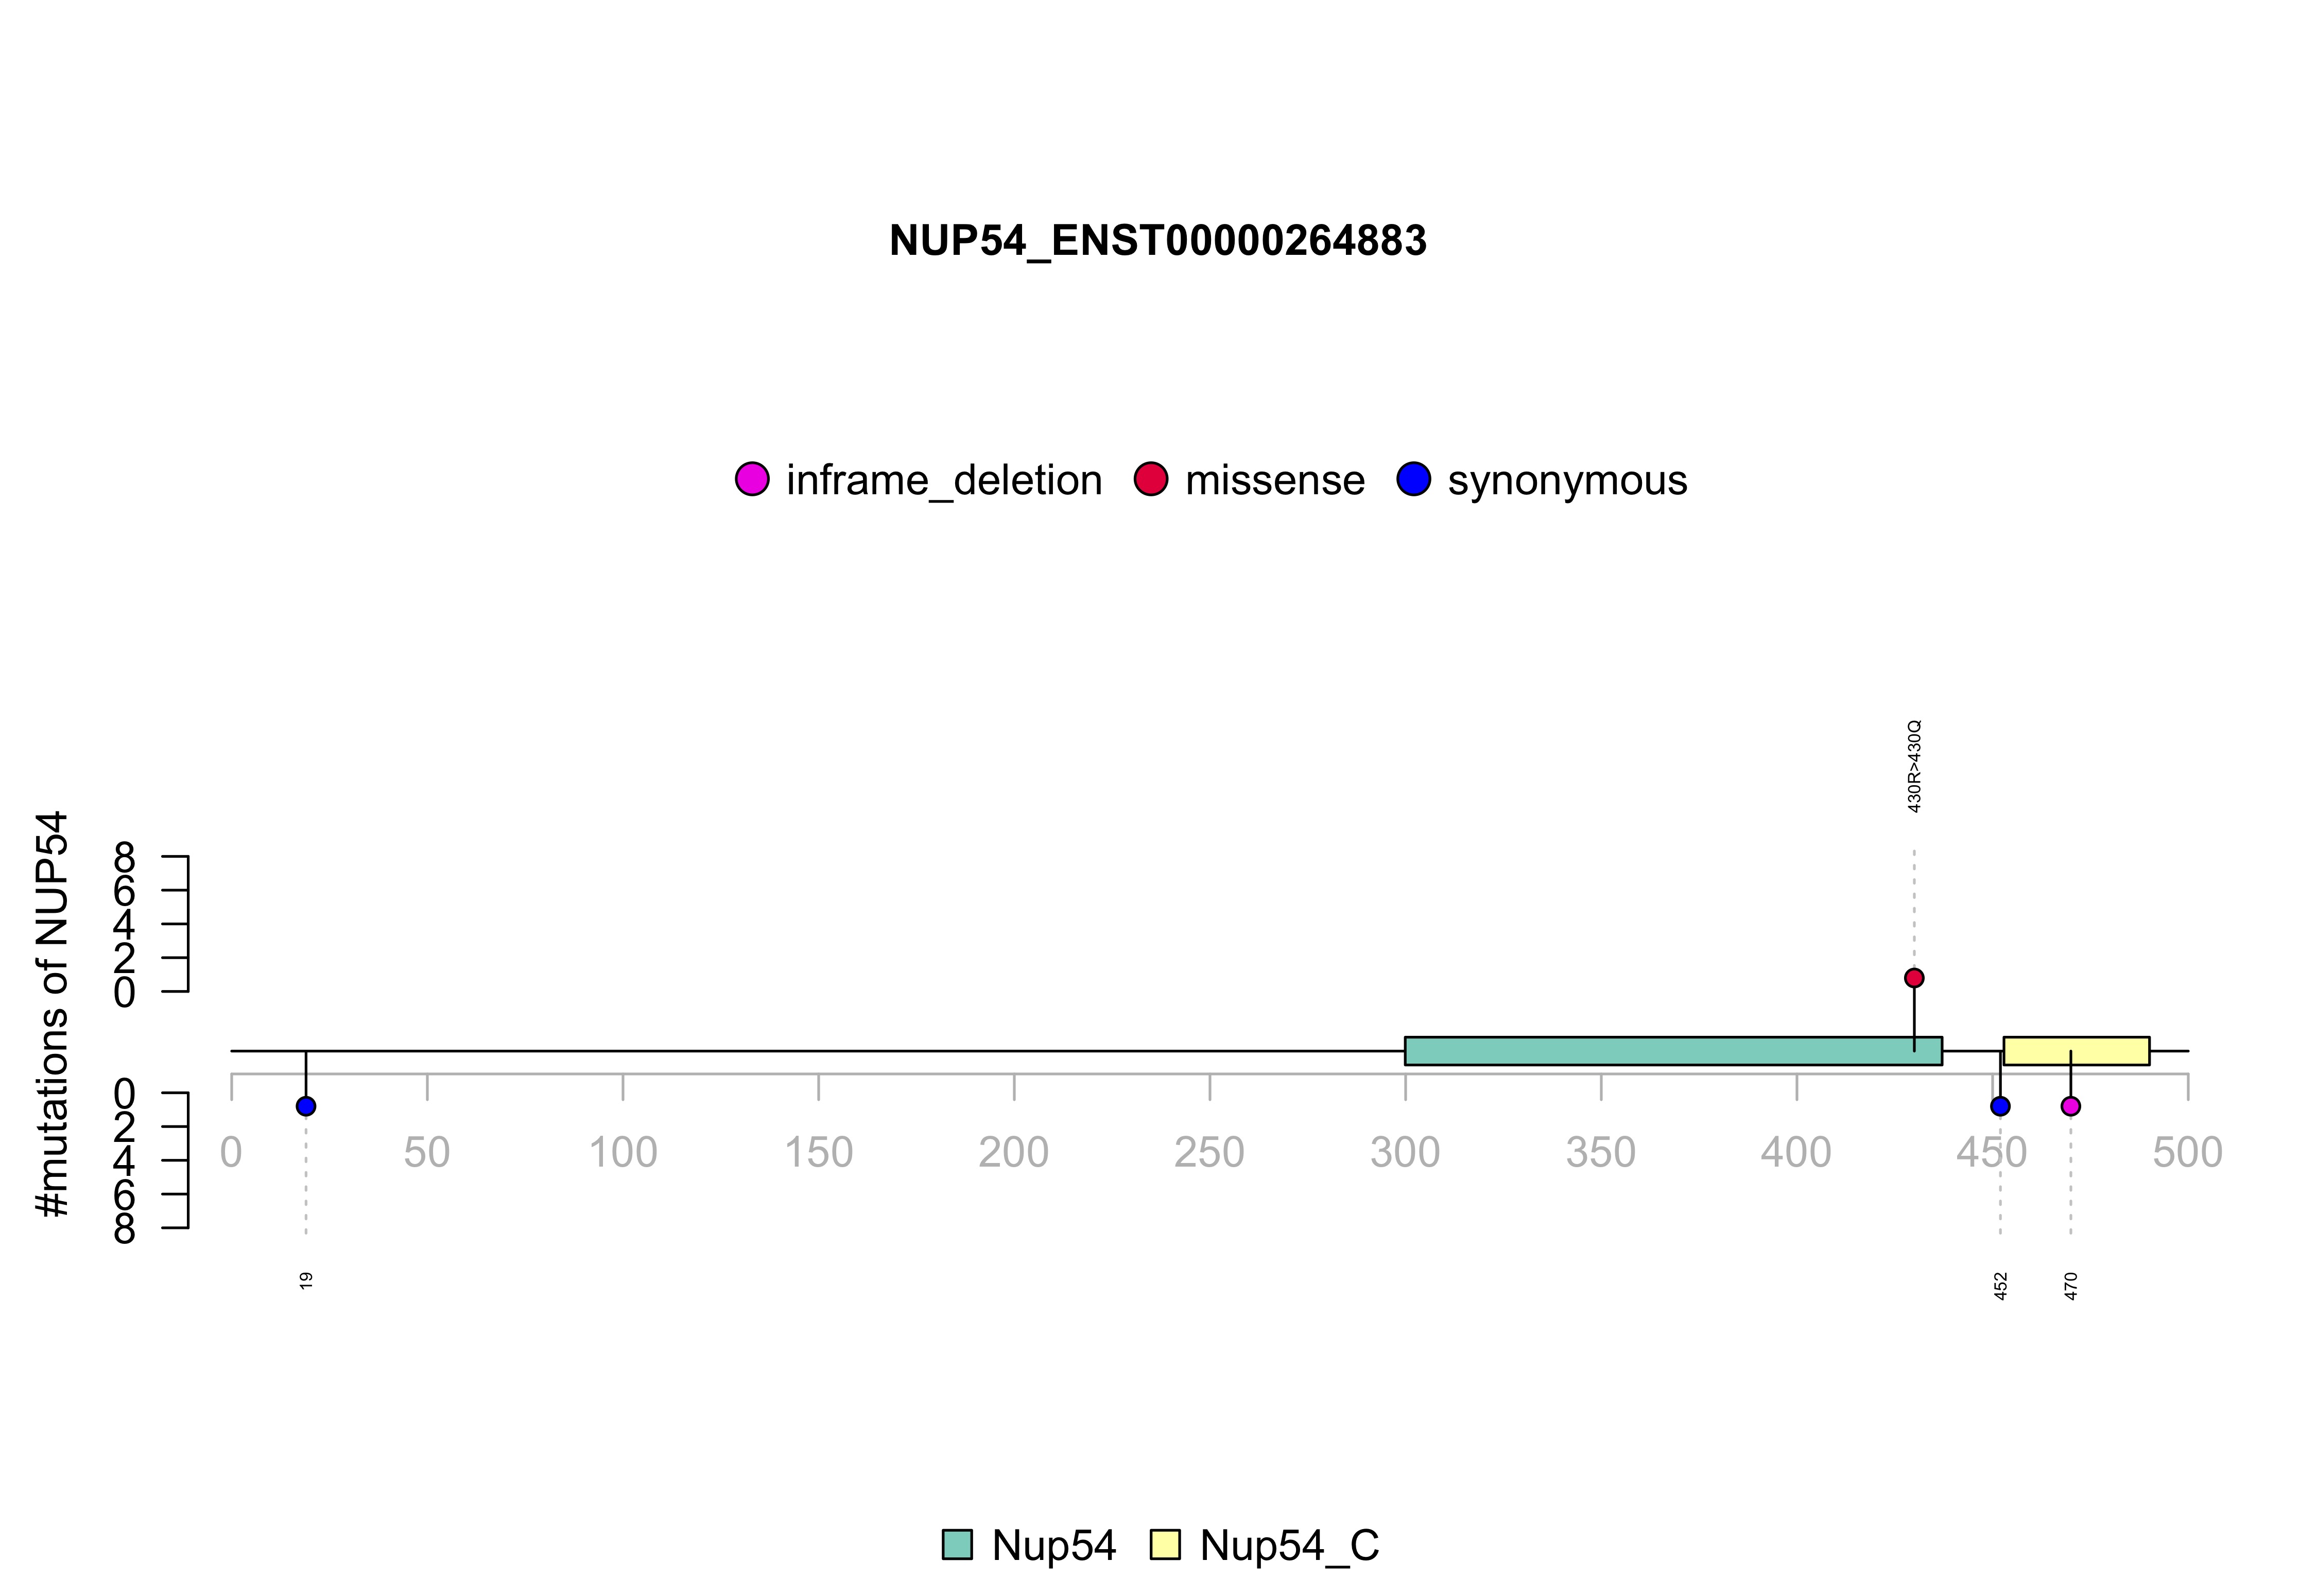 NUP54_ENST00000264883
inframe_deletion missense synonymous
430R>430Q
#mutations of NUP54
8
6
4
2
0
0
2
4
6
8
0 50 100 150 200 250 300 350 400 450 500
19 452 470
Nup54 Nup54_C